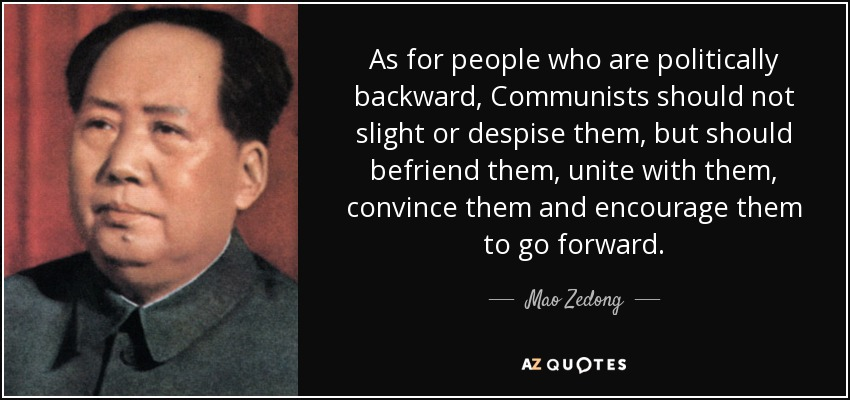 As for people who are politically
backward, Communists should not
slight or despise them, but should
befriend them, unite with them,
convince them and encourage them
to go forward.
Mao Zedong
AZ QUOTES